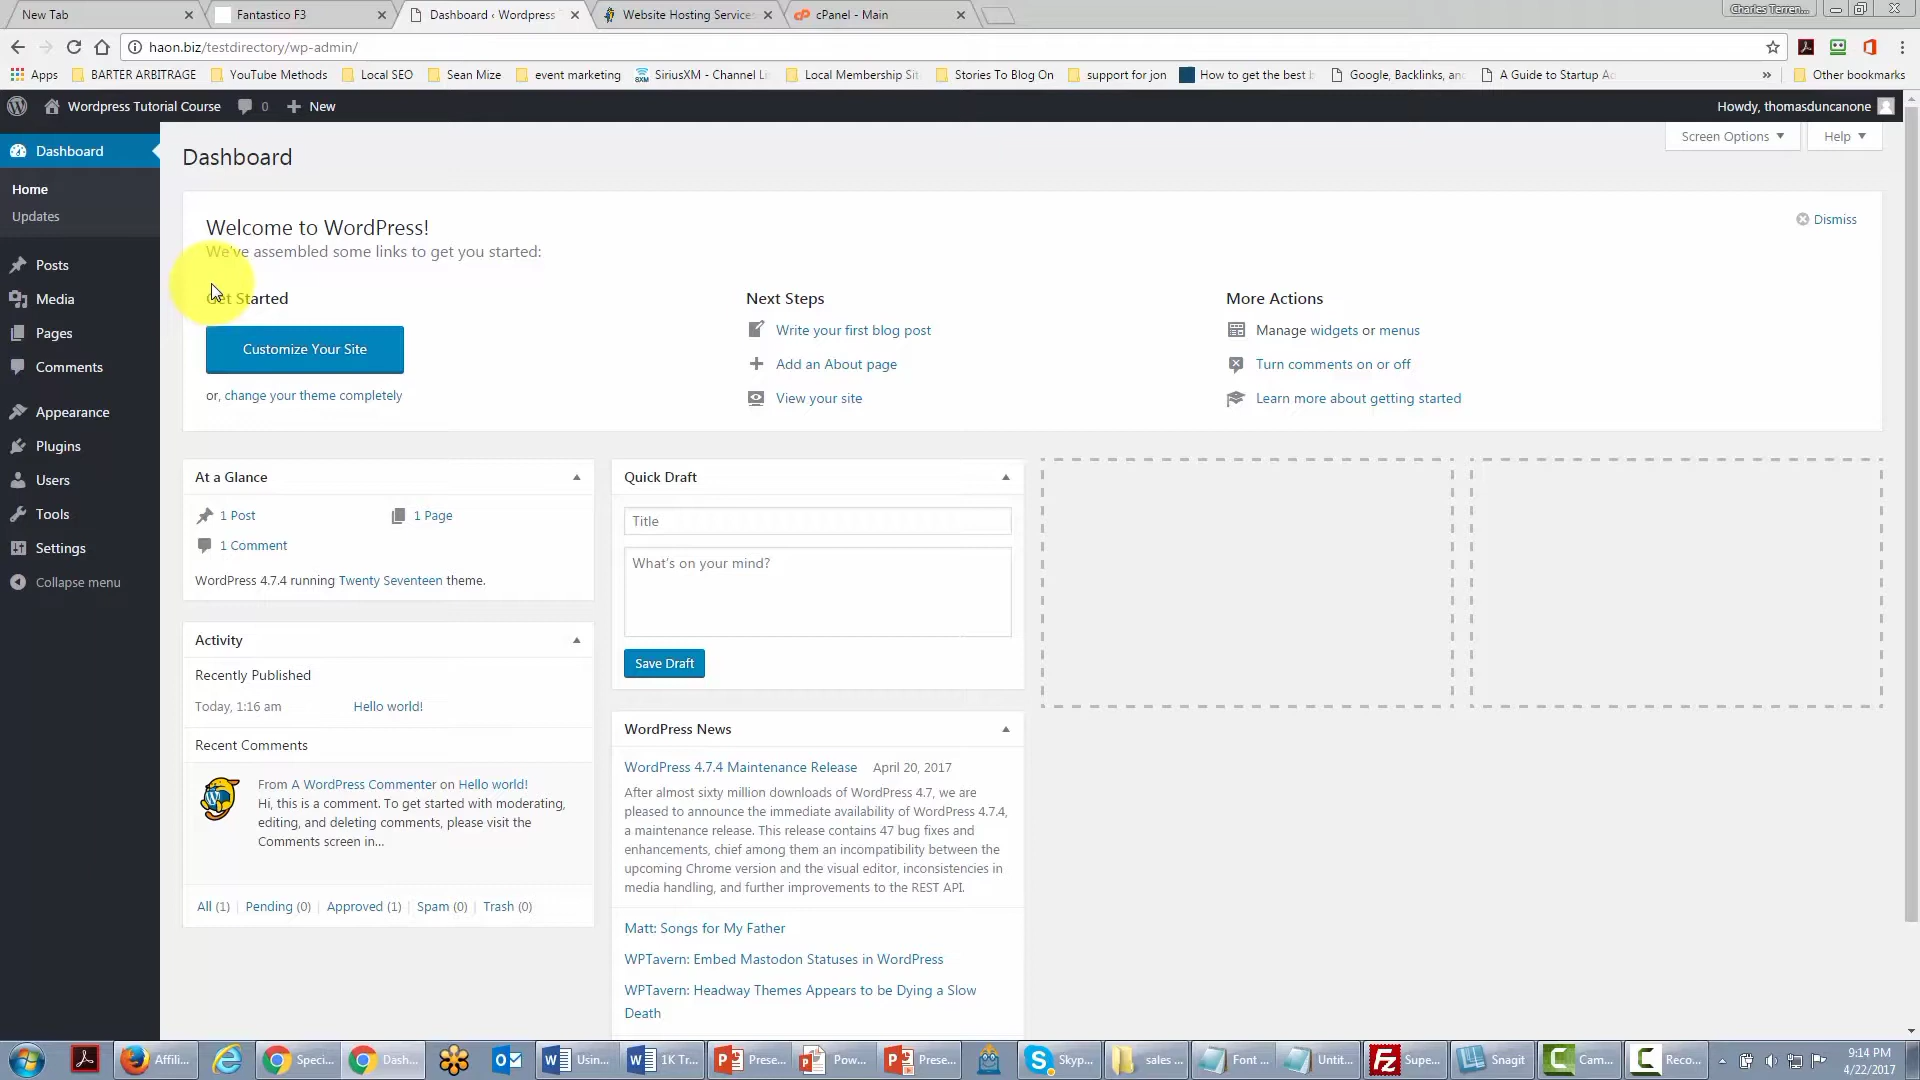 New Tab
Fantastico F3
Dashboard ‹ Wordpress
Website Hosting Services
cPanel - Main
Charles Terren...
haon.biz/testdirectory/wp-admin/
Apps
BARTER ARBITRAGE
YouTube Methods
Local SEO
Sean Mize
event marketing
SiriusXM - Channel Li
Local Membership Sit
Stories To Blog On
support for jon
How to get the best
Google, Backlinks, an
A Guide to Startup Ad
»
Other bookmarks
Wordpress Tutorial Course
0
New
Howdy, thomasduncanone
Dashboard
Home
Updates
Posts
Media
Pages
Comments
Appearance
Plugins
Users
Tools
Settings
Collapse menu
Screen Options
Help
Dashboard
Welcome to WordPress!
We've assembled some links to get you started:
Dismiss
Get Started
Customize Your Site
or, change your theme completely
Next Steps
Write your first blog post
Add an About page
View your site
More Actions
Manage widgets or menus
Turn comments on or off
Learn more about getting started
At a Glance
1 Post
1 Page
1 Comment
WordPress 4.7.4 running Twenty Seventeen theme.
Activity
Recently Published
Today, 1:16 am
Hello world!
Recent Comments
From A WordPress Commenter on Hello world!
Hi, this is a comment. To get started with moderating,
editing, and deleting comments, please visit the
Comments screen in...
All (1) | Pending (0) | Approved (1) | Spam (0) | Trash (0)
Quick Draft
Title
What's on your mind?
Save Draft
WordPress News
WordPress 4.7.4 Maintenance Release April 20, 2017
After almost sixty million downloads of WordPress 4.7, we are
pleased to announce the immediate availability of WordPress 4.7.4,
a maintenance release. This release contains 47 bug fixes and
enhancements, chief among them an incompatibility between the
upcoming Chrome version and the visual editor, inconsistencies in
media handling, and further improvements to the REST API.
Matt: Songs for My Father
WPTavern: Embed Mastodon Statuses in WordPress
WPTavern: Headway Themes Appears to be Dying a Slow
Death
Affili...
Speci...
Dash...
Usin...
1K Tr...
Prese...
Pow...
Prese...
Skyp...
sales ...
Font ...
Untit...
Supe...
Snagit
Cam...
Reco...
9:14 PM
4/22/2017